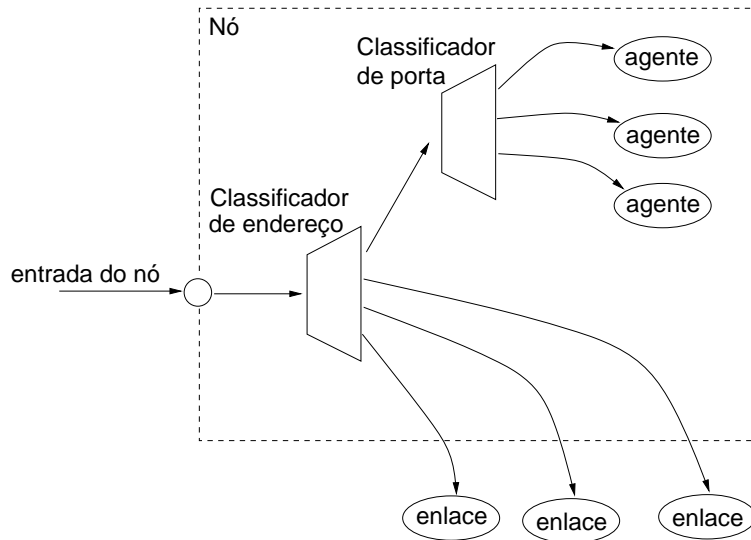 Nó
Classificador
de porta
agente
agente
agente
Classificador
de endereço
entrada do nó
enlace
enlace
enlace